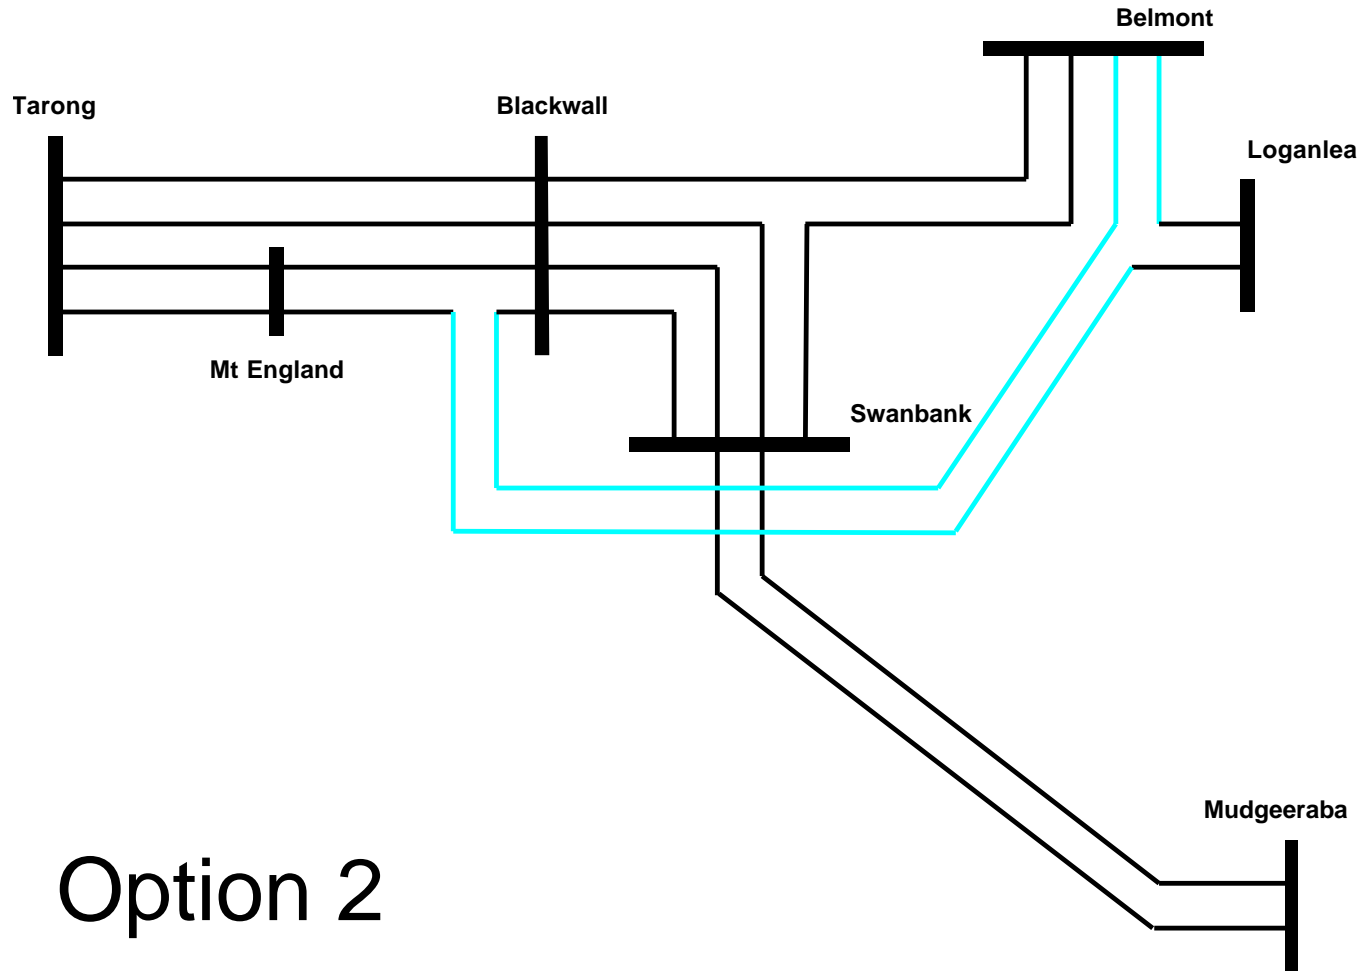 Belmont
Tarong
Blackwall
Loganlea
Mt England
Swanbank
Mudgeeraba
Option 2